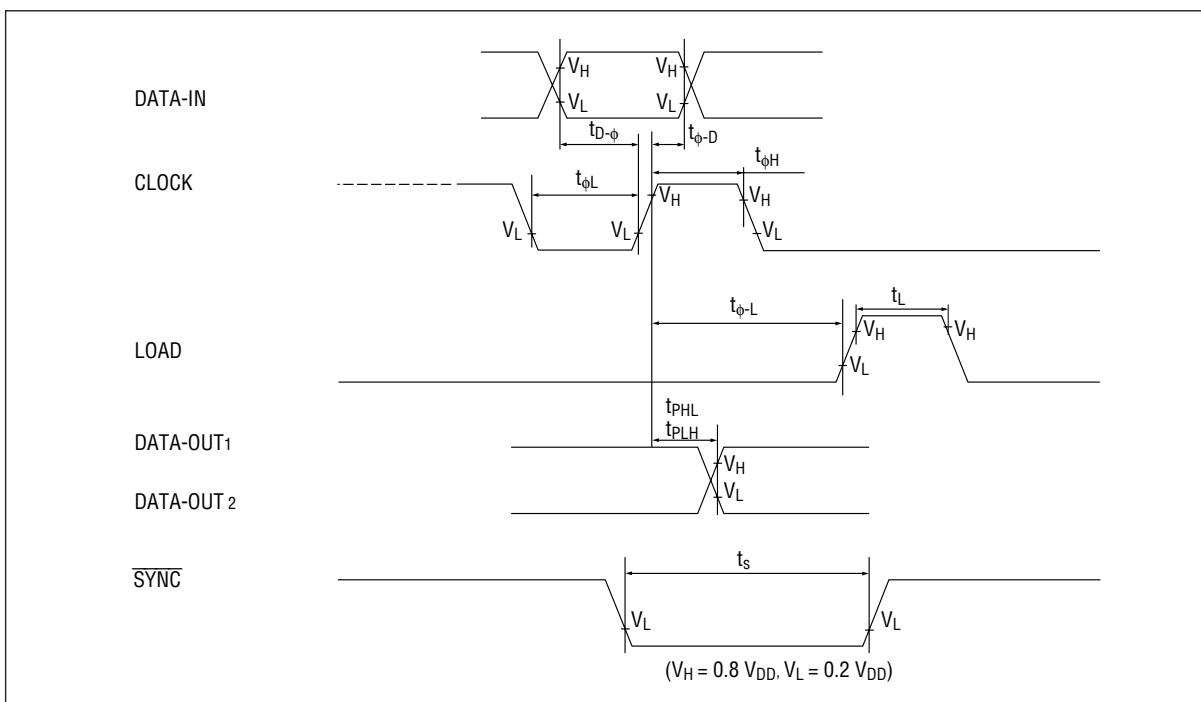 V_H V_H
DATA-IN
V_L V_L
t_D-φ t_φ-D
t_φH
CLOCK
t_φL
V_H V_H
V_L V_L V_L
t_φ-L t_L
V_H V_H
LOAD
V_L
t_PHL
t_PLH
DATA-OUT1
V_H
V_L
DATA-OUT 2
t_s
S̅Y̅N̅C̅
V_L V_L
(V_H = 0.8 V_DD, V_L = 0.2 V_DD)